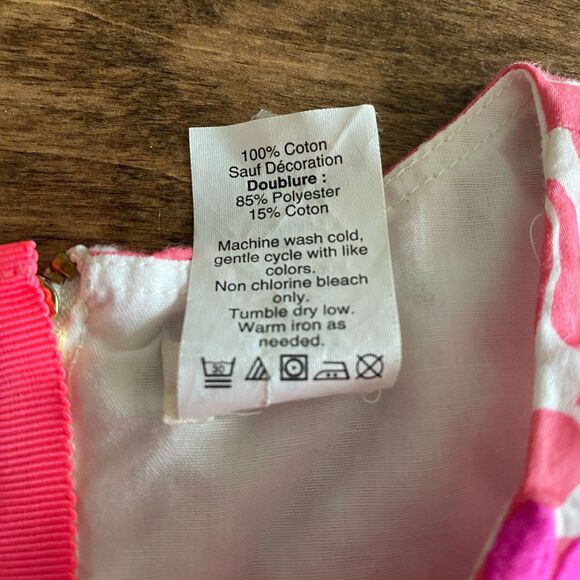 100% Coton
Sauf Décoration
Doublure :
85% Polyester
15% Coton
Machine wash cold,
gentle cycle with like
colors.
Non chlorine bleach
only.
Tumble dry low.
Warm iron as
needed.
30